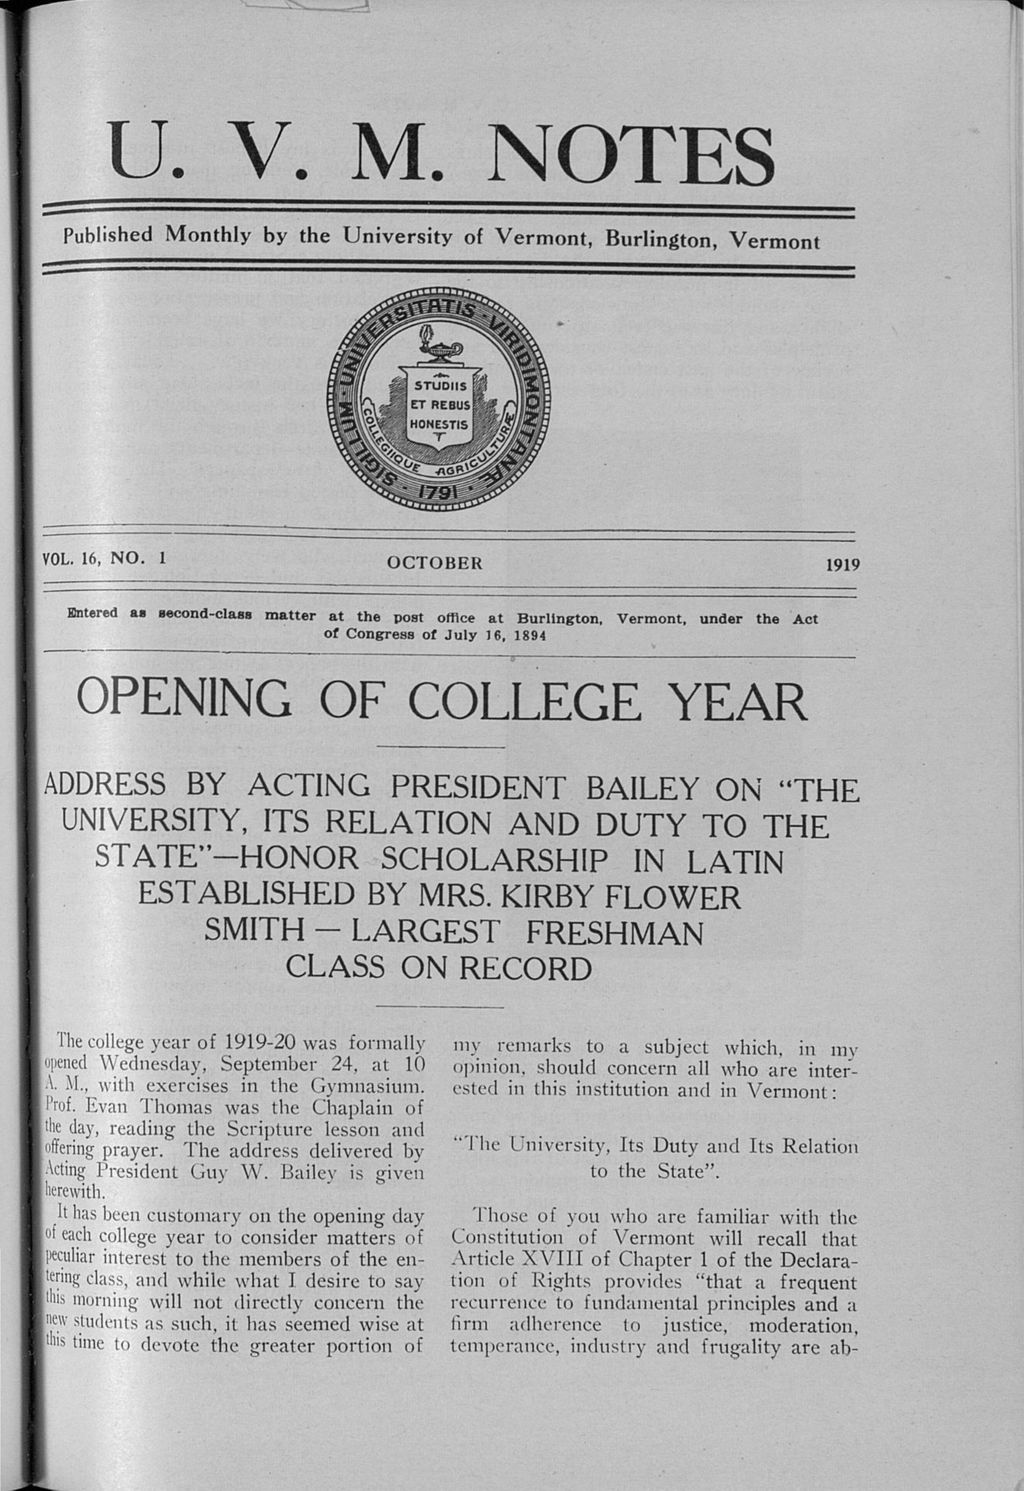 U. V. M. NOTES
Published Monthly by the University of Vermont, Burlington, Vermont
SIGILLUM · UNIVERSITATIS · VIRIDIMONTANÆ ·
COLLEGIIQUE AGRICULTURÆ
STUDIIS
ET REBUS
HONESTIS
· 1791 ·
VOL. 16, NO. 1 OCTOBER 1919
Entered as second-class matter at the post office at Burlington, Vermont, under the Act
of Congress of July 16, 1894
OPENING OF COLLEGE YEAR
ADDRESS BY ACTING PRESIDENT BAILEY ON “THE
UNIVERSITY, ITS RELATION AND DUTY TO THE
STATE”—HONOR SCHOLARSHIP IN LATIN
ESTABLISHED BY MRS. KIRBY FLOWER
SMITH — LARGEST FRESHMAN
CLASS ON RECORD
The college year of 1919-20 was formally
opened Wednesday, September 24, at 10
A. M., with exercises in the Gymnasium.
Prof. Evan Thomas was the Chaplain of
the day, reading the Scripture lesson and
offering prayer. The address delivered by
Acting President Guy W. Bailey is given
herewith.
It has been customary on the opening day
of each college year to consider matters of
peculiar interest to the members of the en-
tering class, and while what I desire to say
this morning will not directly concern the
new students as such, it has seemed wise at
this time to devote the greater portion of
my remarks to a subject which, in my
opinion, should concern all who are inter-
ested in this institution and in Vermont:
“The University, Its Duty and Its Relation
to the State”.
Those of you who are familiar with the
Constitution of Vermont will recall that
Article XVIII of Chapter 1 of the Declara-
tion of Rights provides “that a frequent
recurrence to fundamental principles and a
firm adherence to justice, moderation,
temperance, industry and frugality are ab-